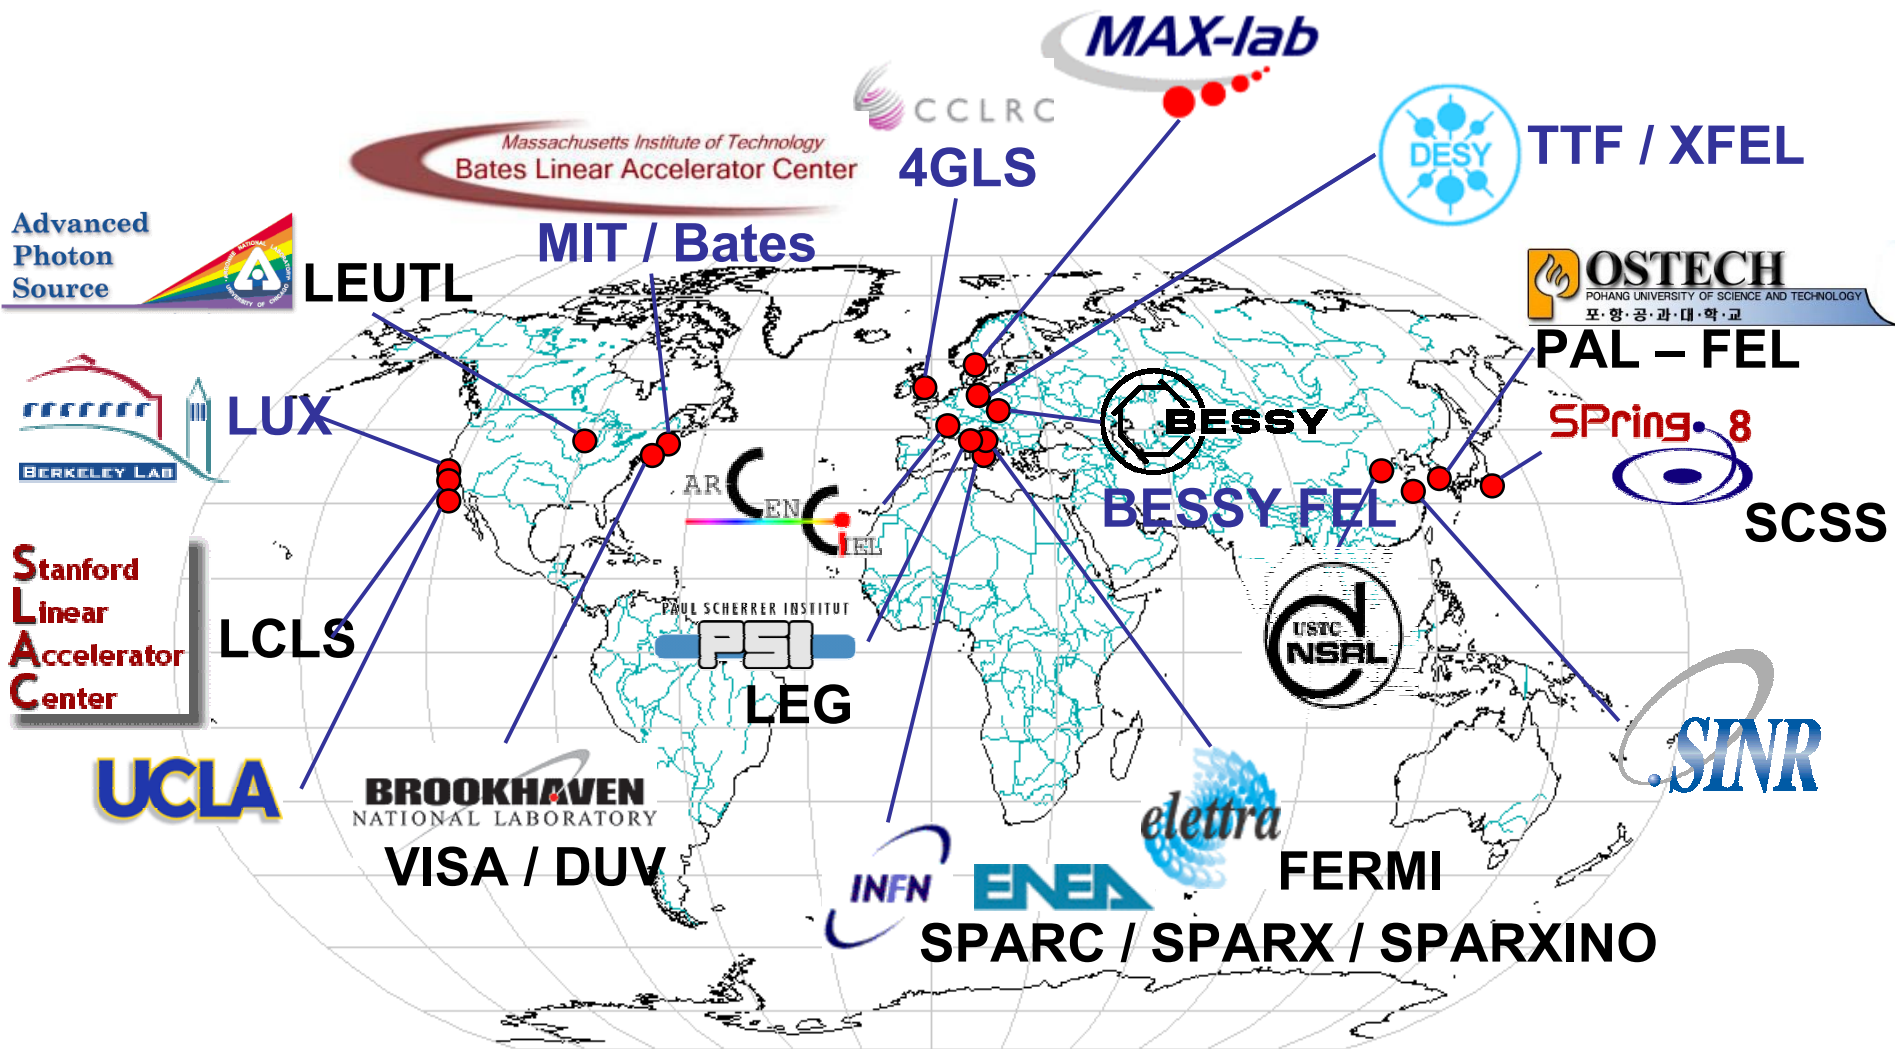 MAX-lab
CCLRC
4GLS
Massachusetts Institute of Technology
Bates Linear Accelerator Center
MIT / Bates
DESY
TTF / XFEL
Advanced
Photon
Source
LEUTL
OSTECH
POHANG UNIVERSITY OF SCIENCE AND TECHNOLOGY
포·항·공·과·대·학·교
PAL – FEL
BERKELEY LAB
LUX
BESSY
BESSY FEL
SPring-8
SCSS
ARC
EN
CIEL
Stanford
Linear
Accelerator
Center
LCLS
PAUL SCHERRER INSTITUT
PSI
LEG
USTC
NSRL
.SINR
UCLA
BROOKHAVEN
NATIONAL LABORATORY
VISA / DUV
elettra
FERMI
INFN
ENEA
SPARC / SPARX / SPARXINO